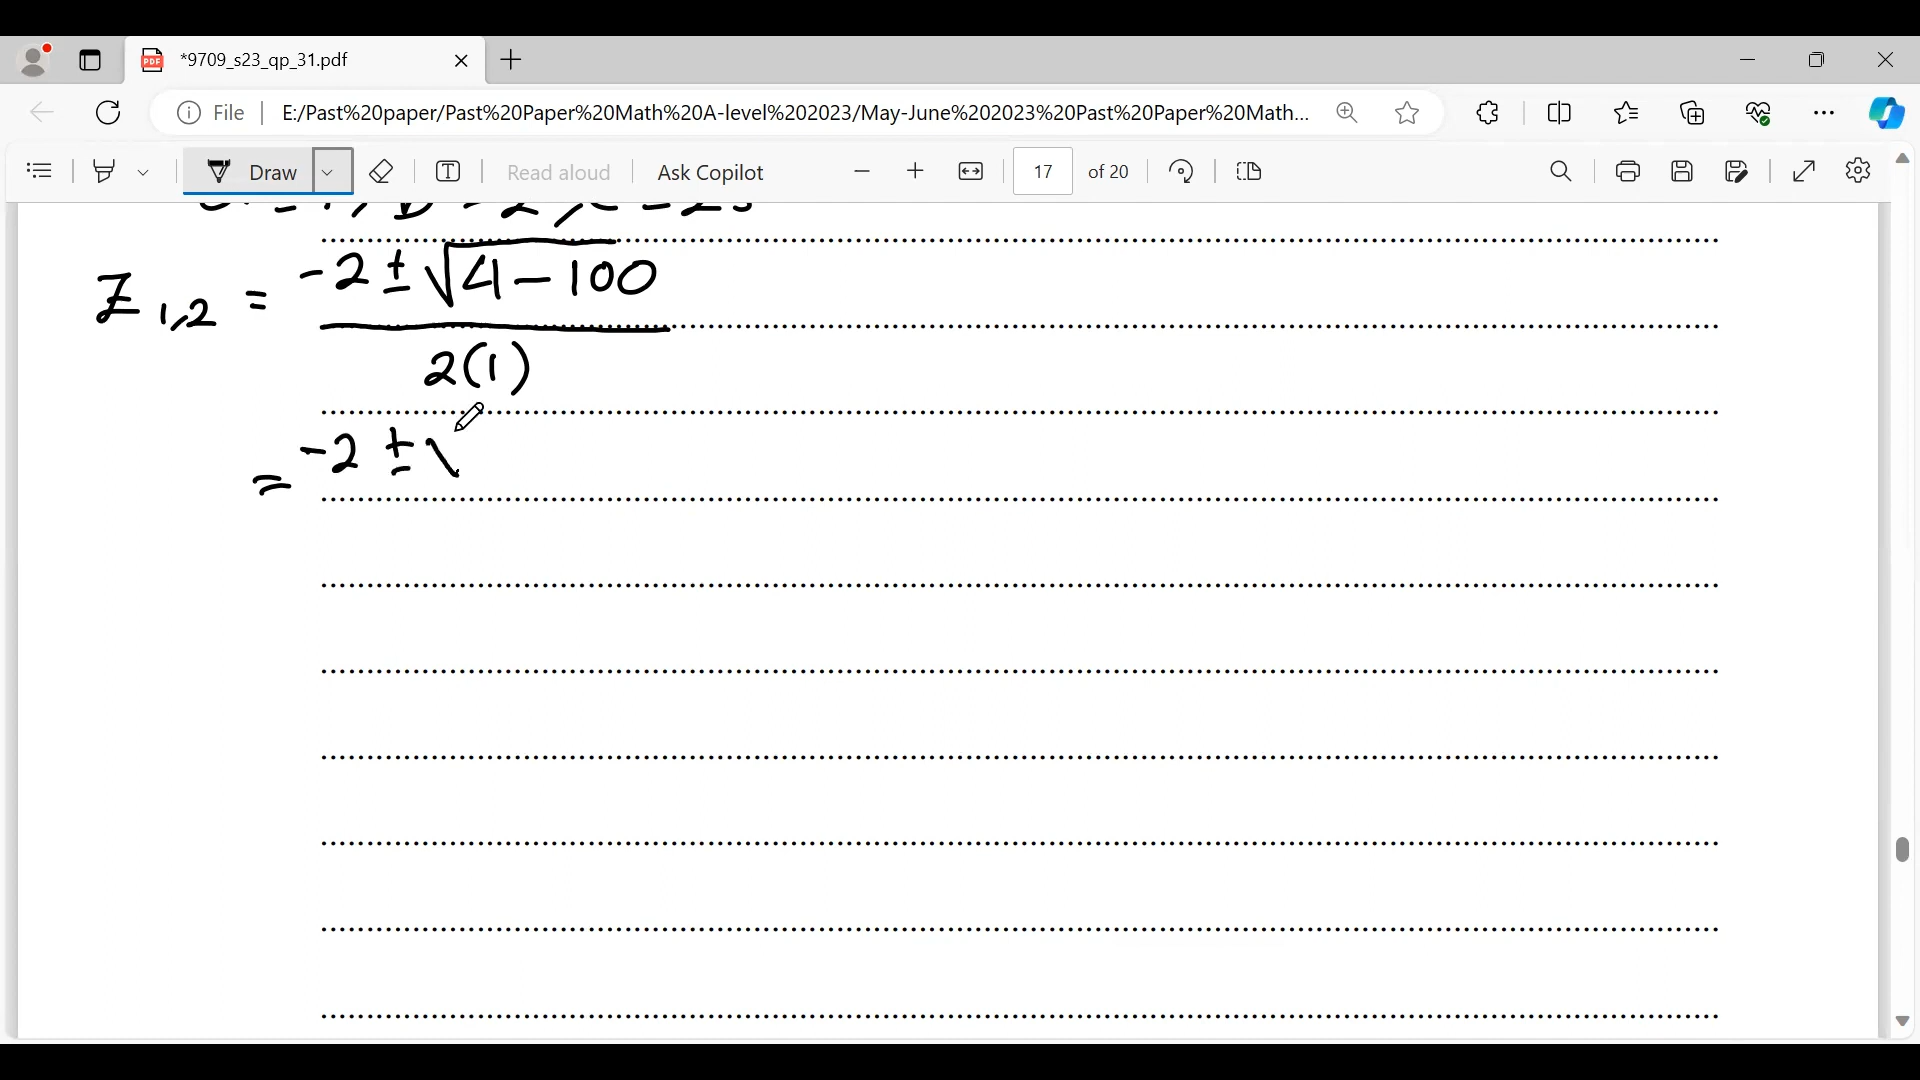 *9709_s23_qp_31.pdf
File E:/Past%20paper/Past%20Paper%20Math%20A-level%202023/May-June%202023%20Past%20Paper%20Math...
Draw Read aloud Ask Copilot 17 of 20
Z 1,2 = -2 ± √4 - 100
2(1)
= -2 ± √